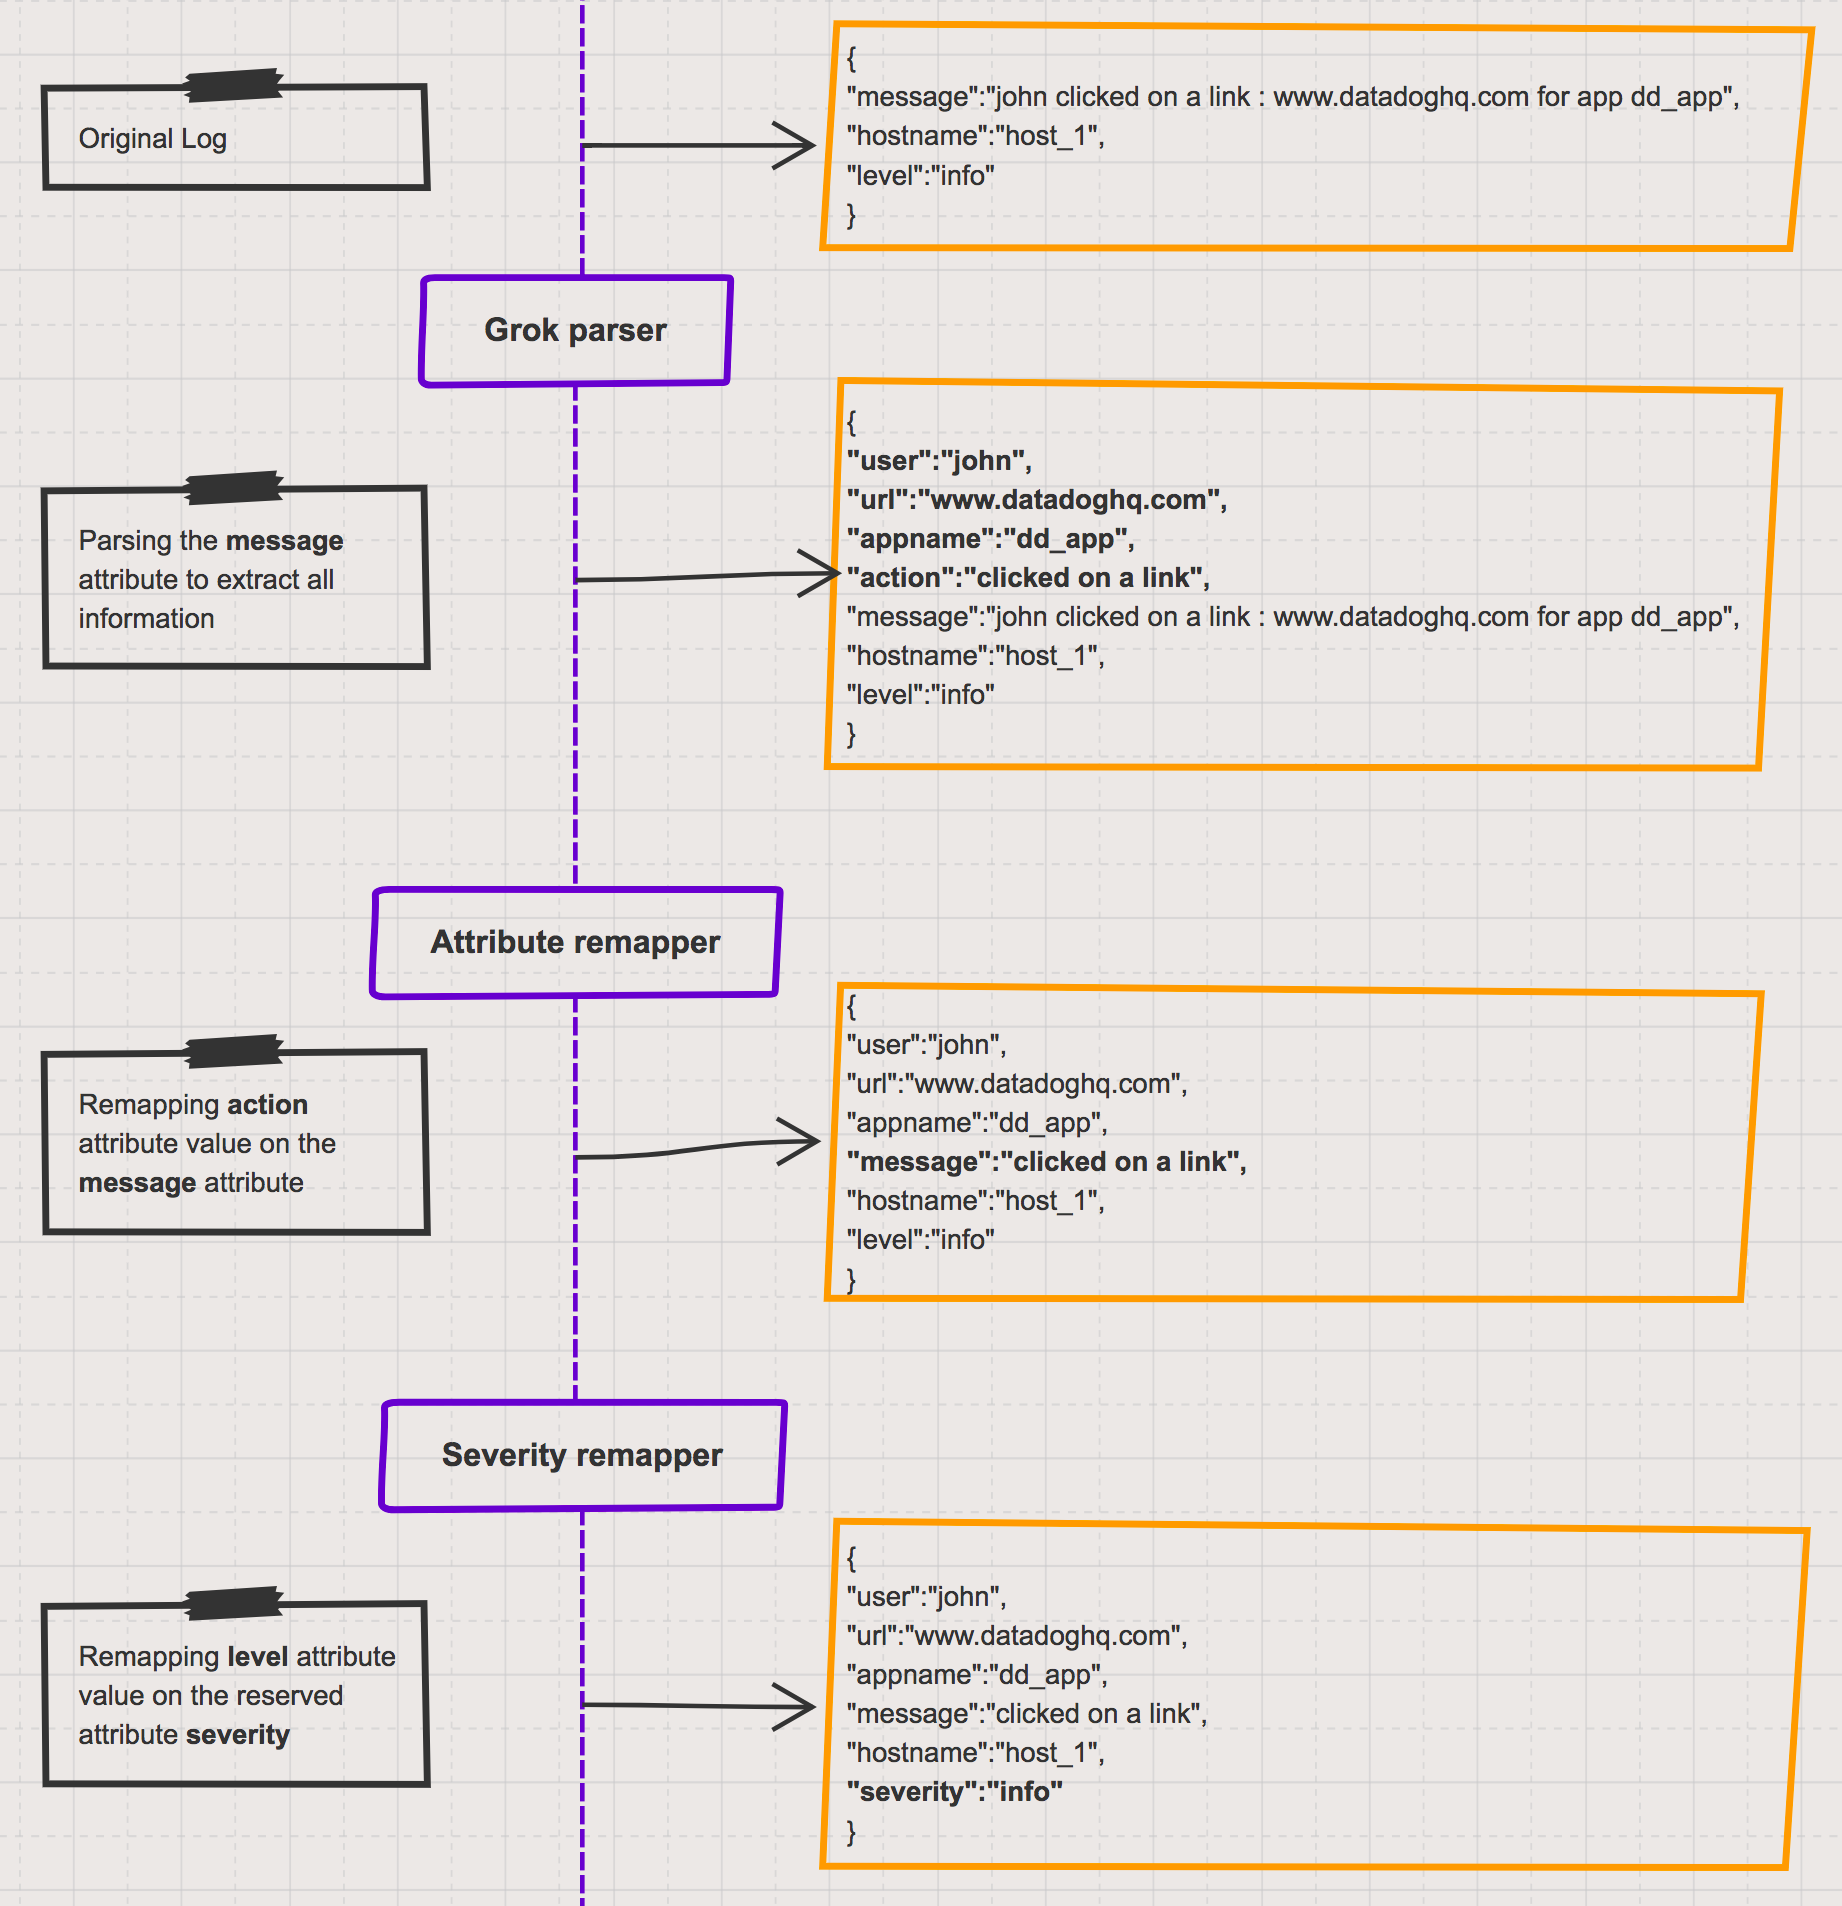 Original Log
{
"message":"john clicked on a link : www.datadoghq.com for app dd_app",
"hostname":"host_1",
"level":"info"
}
Grok parser
Parsing the message
attribute to extract all
information
{
"user":"john",
"url":"www.datadoghq.com",
"appname":"dd_app",
"action":"clicked on a link",
"message":"john clicked on a link : www.datadoghq.com for app dd_app",
"hostname":"host_1",
"level":"info"
}
Attribute remapper
Remapping action
attribute value on the
message attribute
{
"user":"john",
"url":"www.datadoghq.com",
"appname":"dd_app",
"message":"clicked on a link",
"hostname":"host_1",
"level":"info"
}
Severity remapper
Remapping level attribute
value on the reserved
attribute severity
{
"user":"john",
"url":"www.datadoghq.com",
"appname":"dd_app",
"message":"clicked on a link",
"hostname":"host_1",
"severity":"info"
}